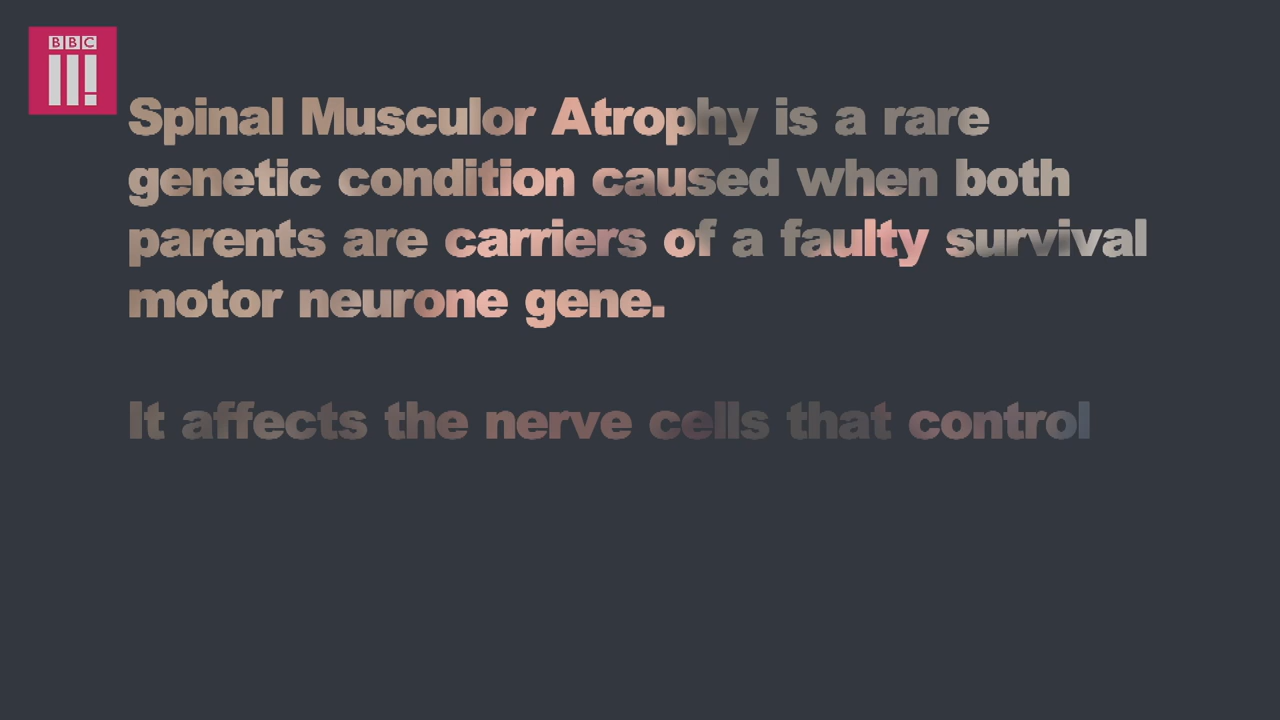 BBC
Spinal Musculor Atrophy is a rare
genetic condition caused when both
parents are carriers of a faulty survival
motor neurone gene.
It affects the nerve cells that control